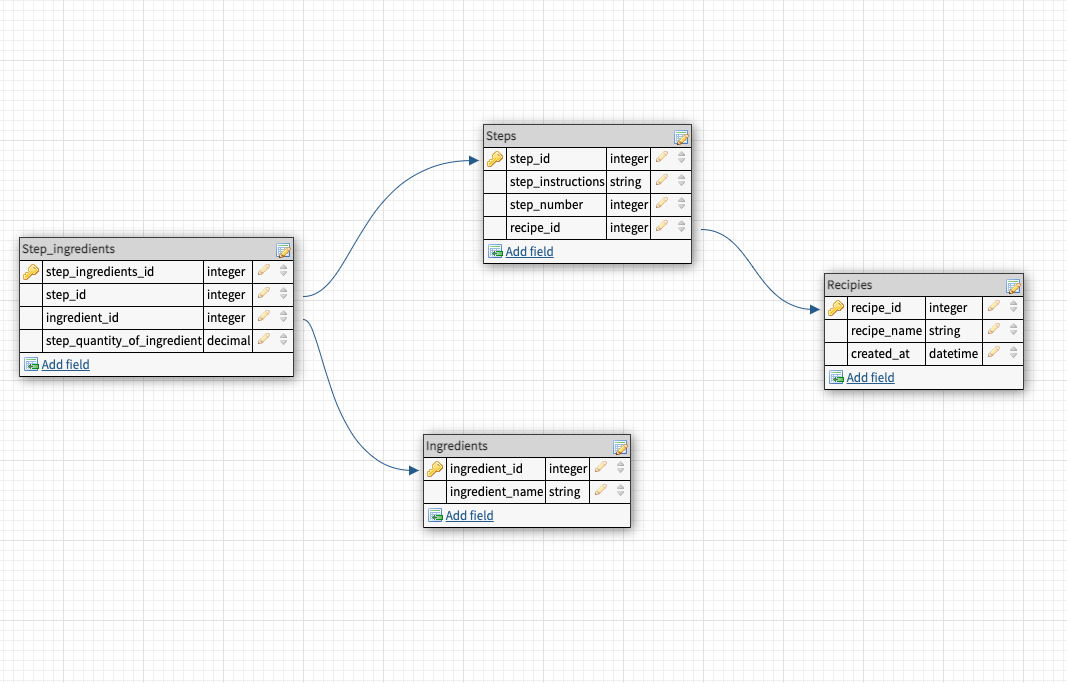 Steps
step_id integer
step_instructions string
step_number integer
recipe_id integer
Add field
Step_ingredients
step_ingredients_id integer
step_id integer
ingredient_id integer
step_quantity_of_ingredient decimal
Add field
Recipies
recipe_id integer
recipe_name string
created_at datetime
Add field
Ingredients
ingredient_id integer
ingredient_name string
Add field